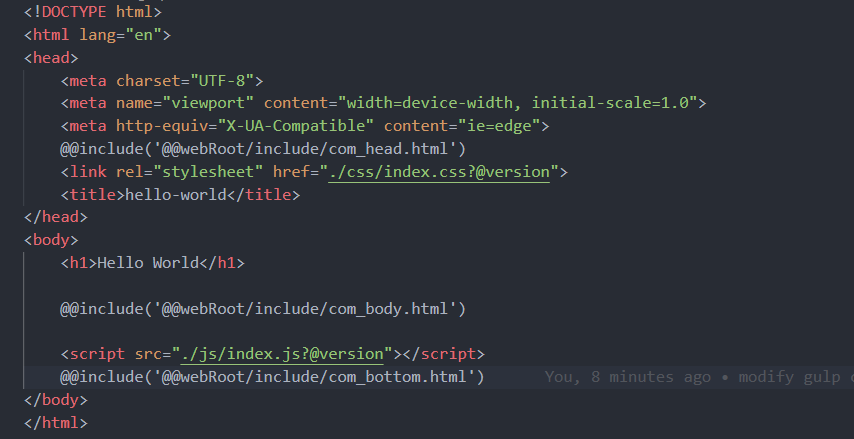 <!DOCTYPE html>
<html lang="en">
<head>
    <meta charset="UTF-8">
    <meta name="viewport" content="width=device-width, initial-scale=1.0">
    <meta http-equiv="X-UA-Compatible" content="ie=edge">
    @@include('@@webRoot/include/com_head.html')
    <link rel="stylesheet" href="./css/index.css?@version">
    <title>hello-world</title>
</head>
<body>
    <h1>Hello World</h1>
    @@include('@@webRoot/include/com_body.html')
    <script src="./js/index.js?@version"></script>
    @@include('@@webRoot/include/com_bottom.html') You, 8 minutes ago • modify gulp
</body>
</html>